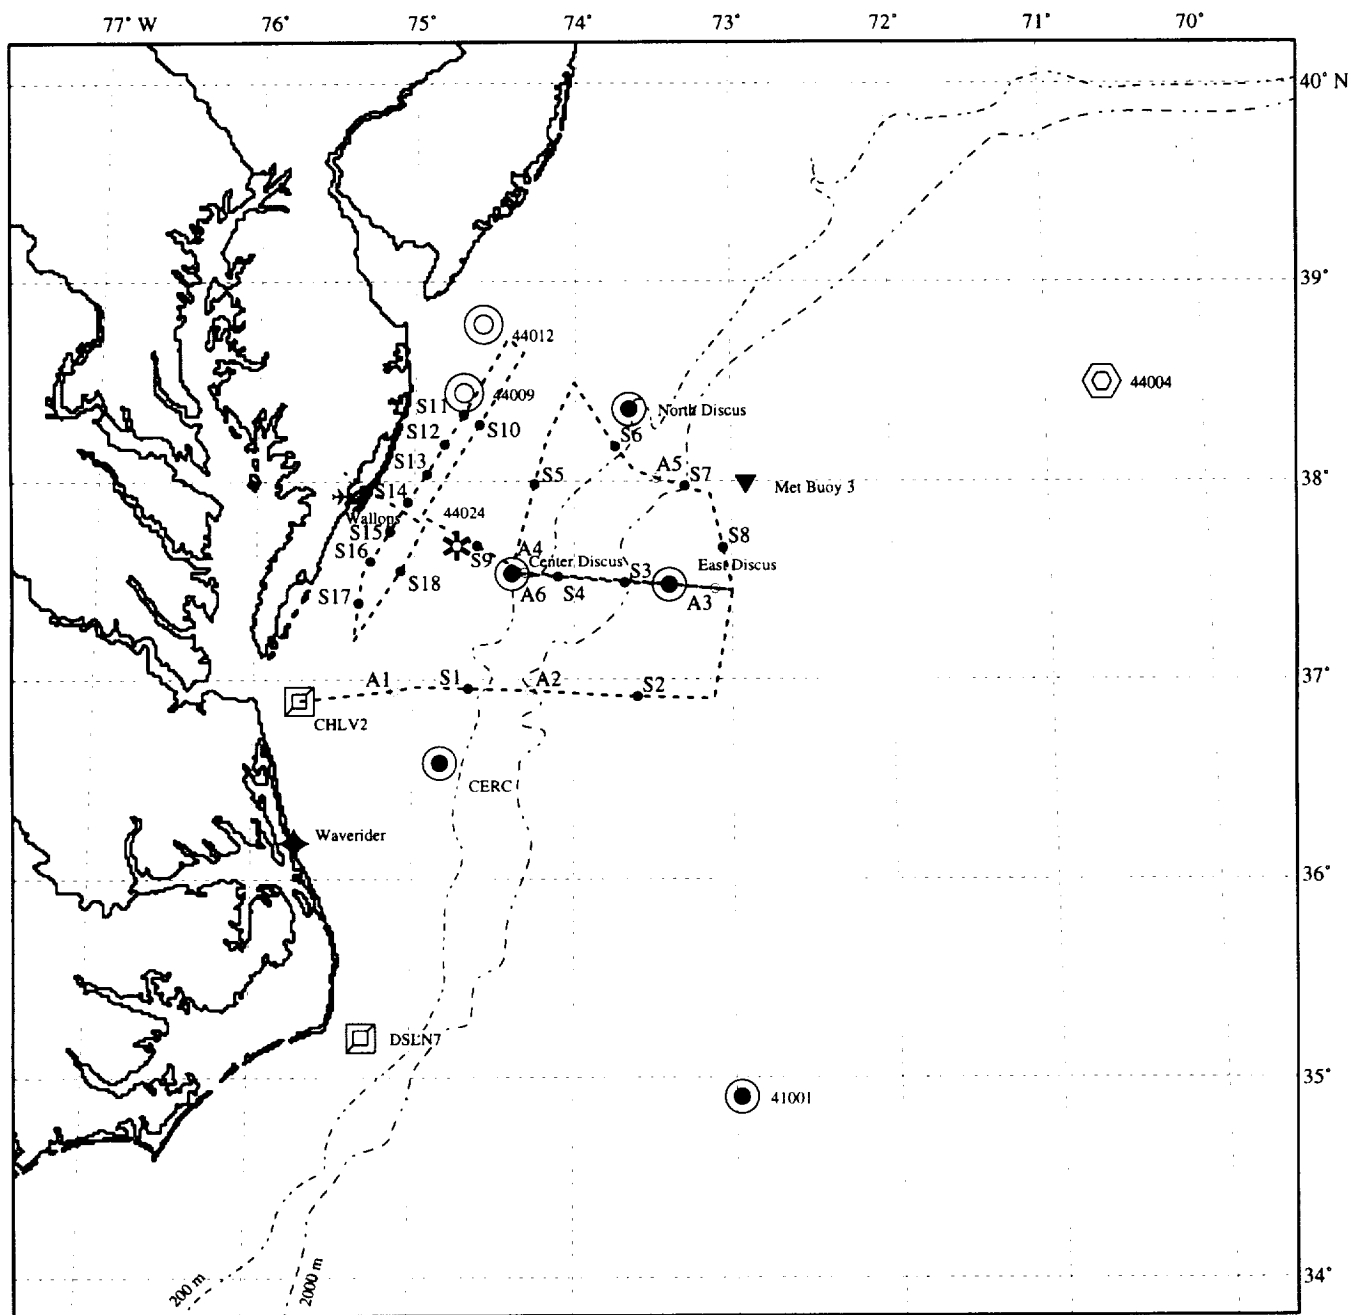 77° W 76° 75° 74° 73° 72° 71° 70°
40° N
39°
44012
44004
44009
North Discus
S11
S10
S12
S6
S13
A5 S7
S5
38°
Met Buoy 3
S14
44024
Wallops
S15
S8
S16
S9
A4
Center Discus
East Discus
S3
S18
A6 S4
A3
S17
37°
A1 S1 A2 S2
CHLV2
CERC
Waverider
36°
DSLN7
35°
41001
34°
200 m
2000 m